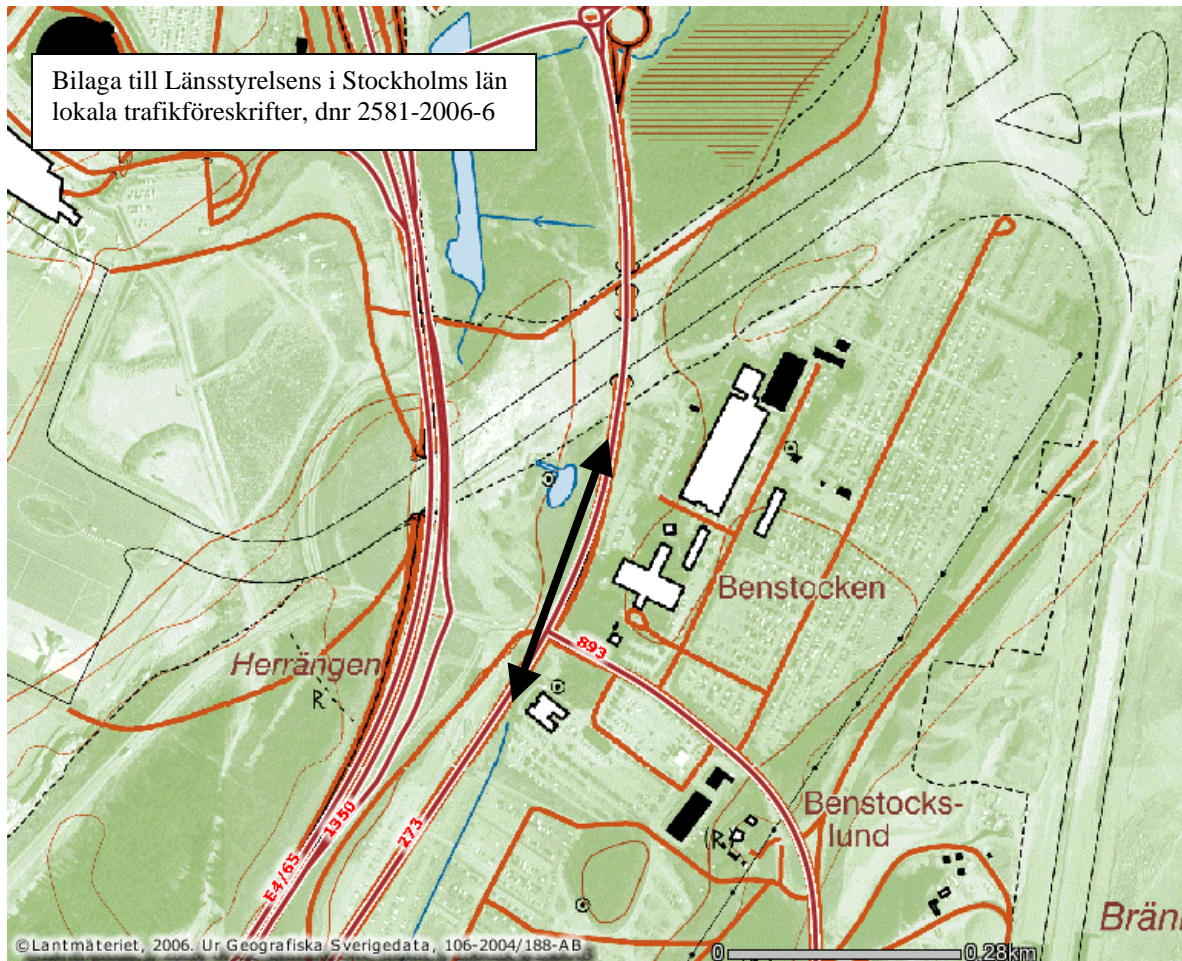 Bilaga till Länsstyrelsens i Stockholms län
lokala trafikföreskrifter, dnr 2581-2006-6
Benstocken
893
Herrängen
R
Benstocks-
lund
(R)
1350
273
E4/65
Brän
©Lantmäteriet, 2006. Ur Geografiska Sverigedata, 106-2004/188-AB
0
0.28km